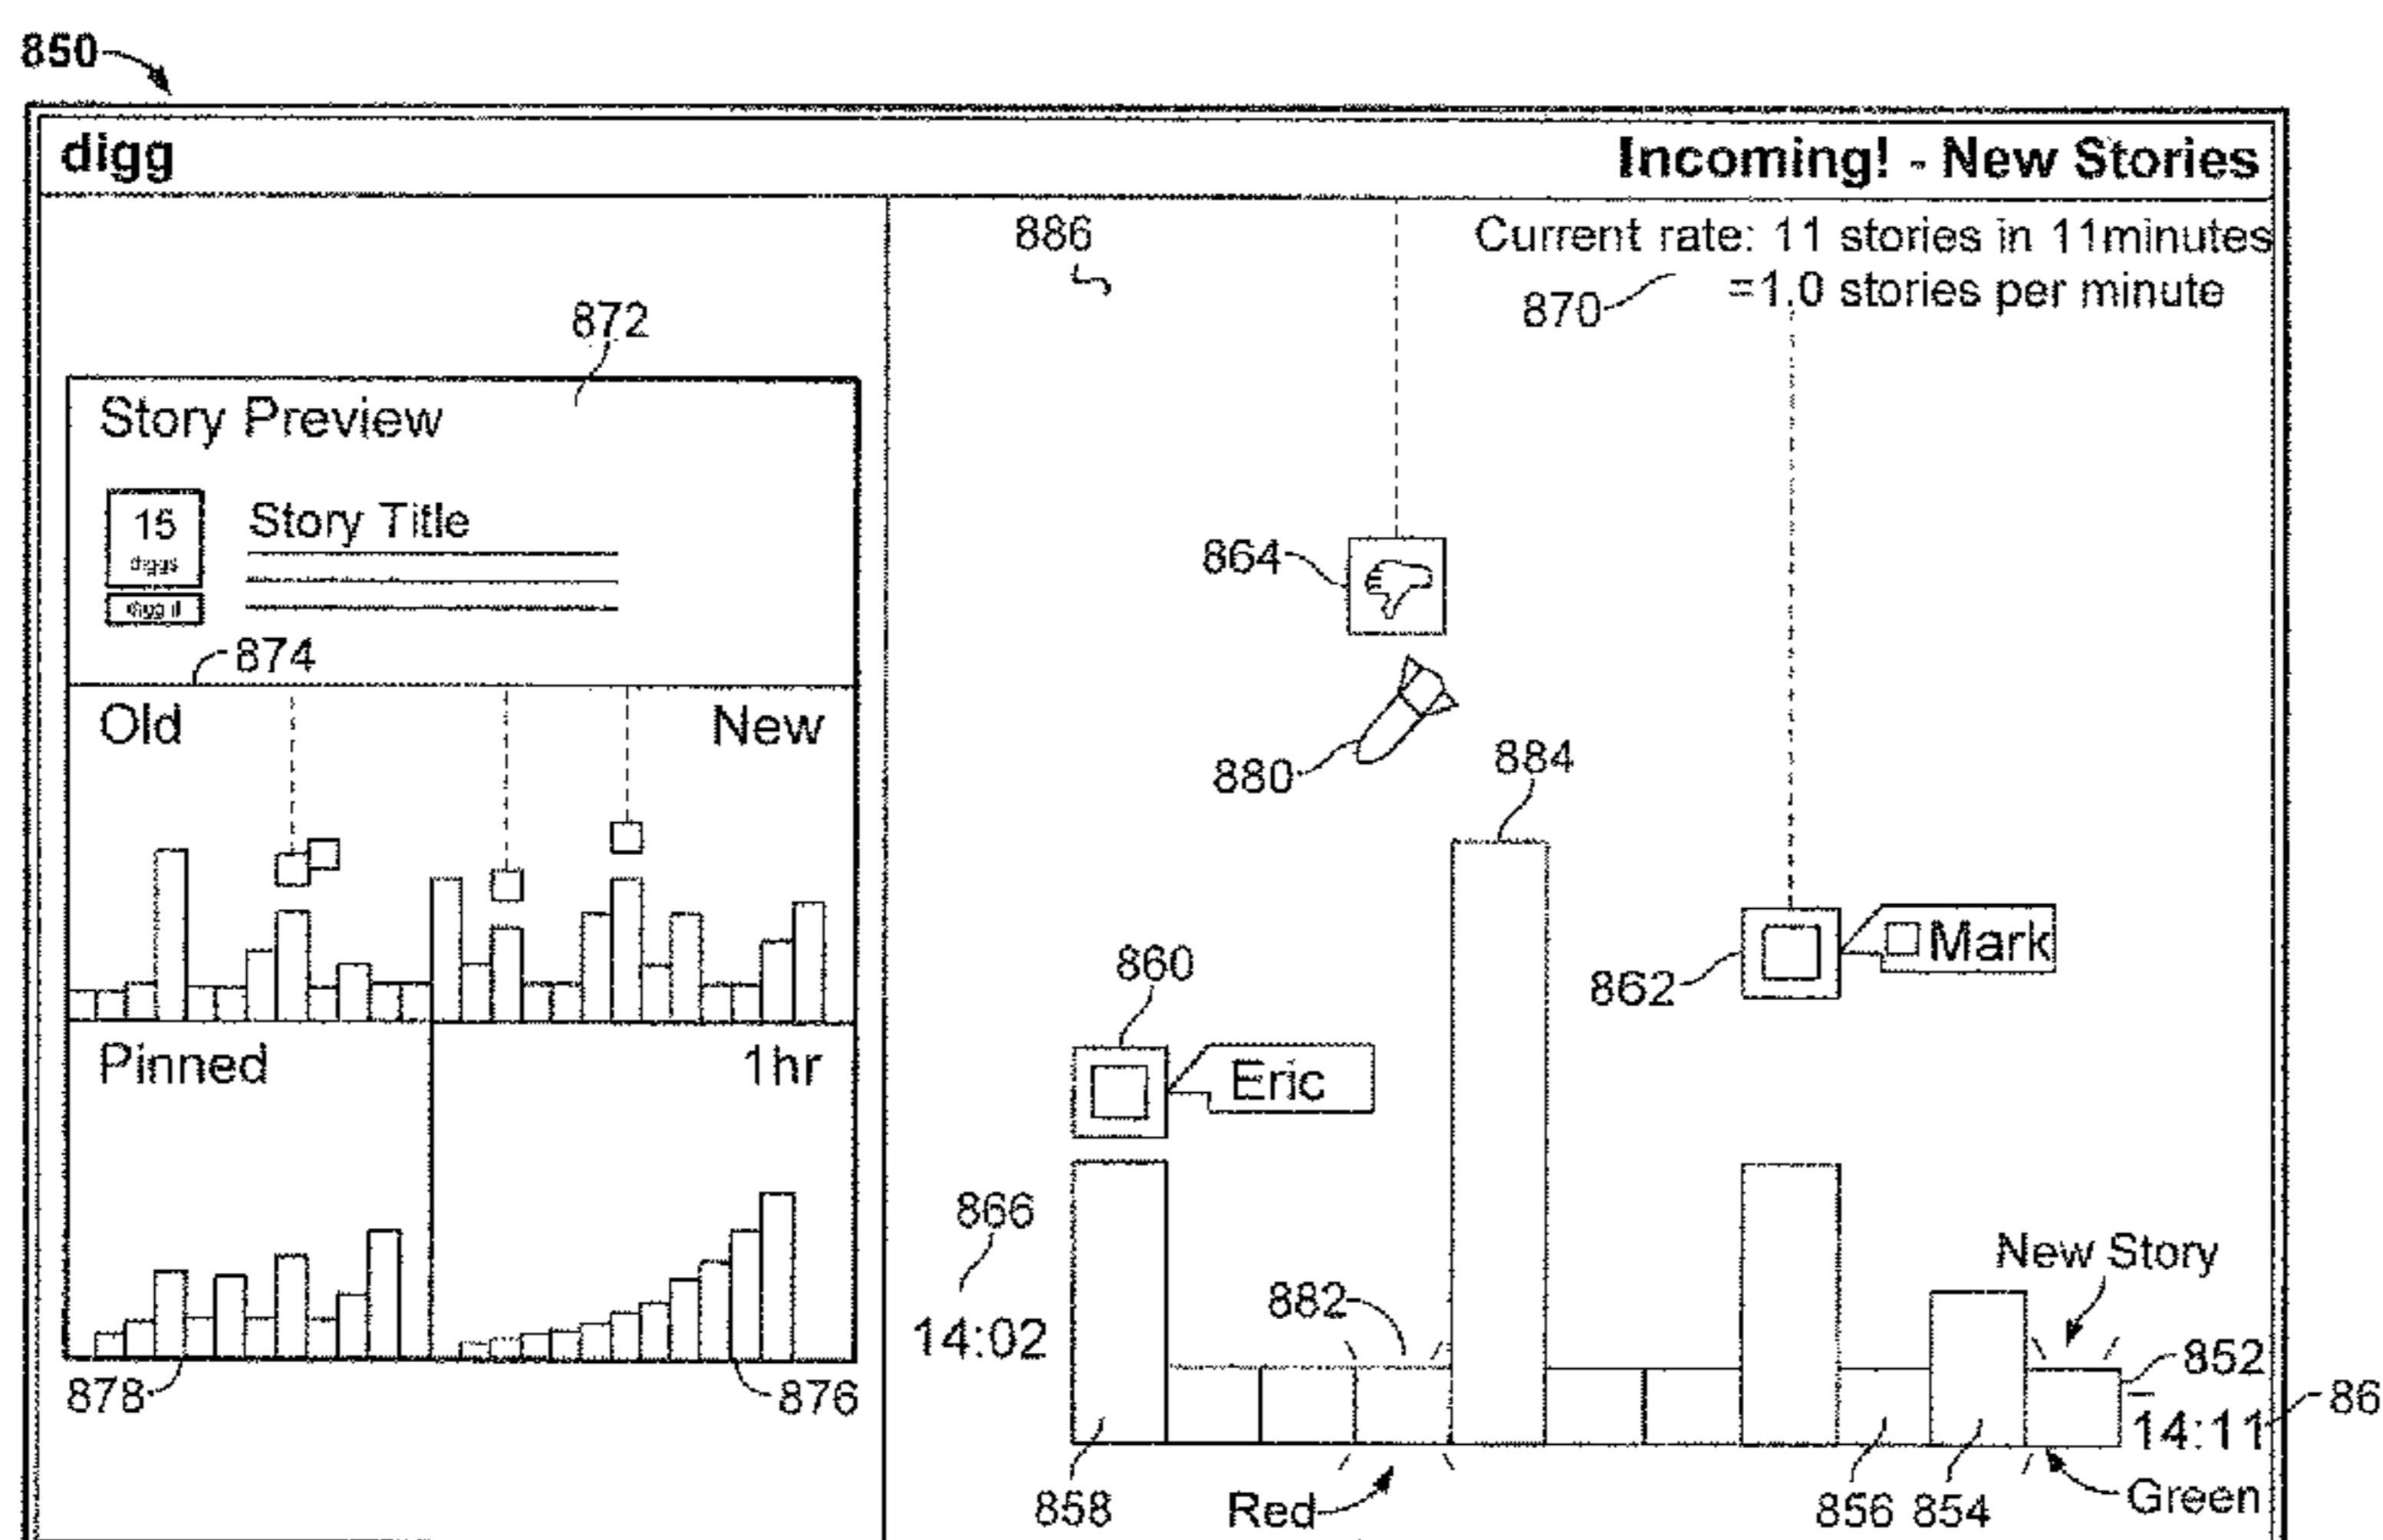 850
digg
Incoming! - New Stories
886
Current rate: 11 stories in 11minutes
=1.0 stories per minute
870
872
Story Preview
15
diggs
digg it
Story Title
874
Old
New
864
880
884
860
862
Mark
Eric
Pinned
1hr
866
14:02
882
New Story
852
86
14:11
878
876
858
Red
856
854
Green